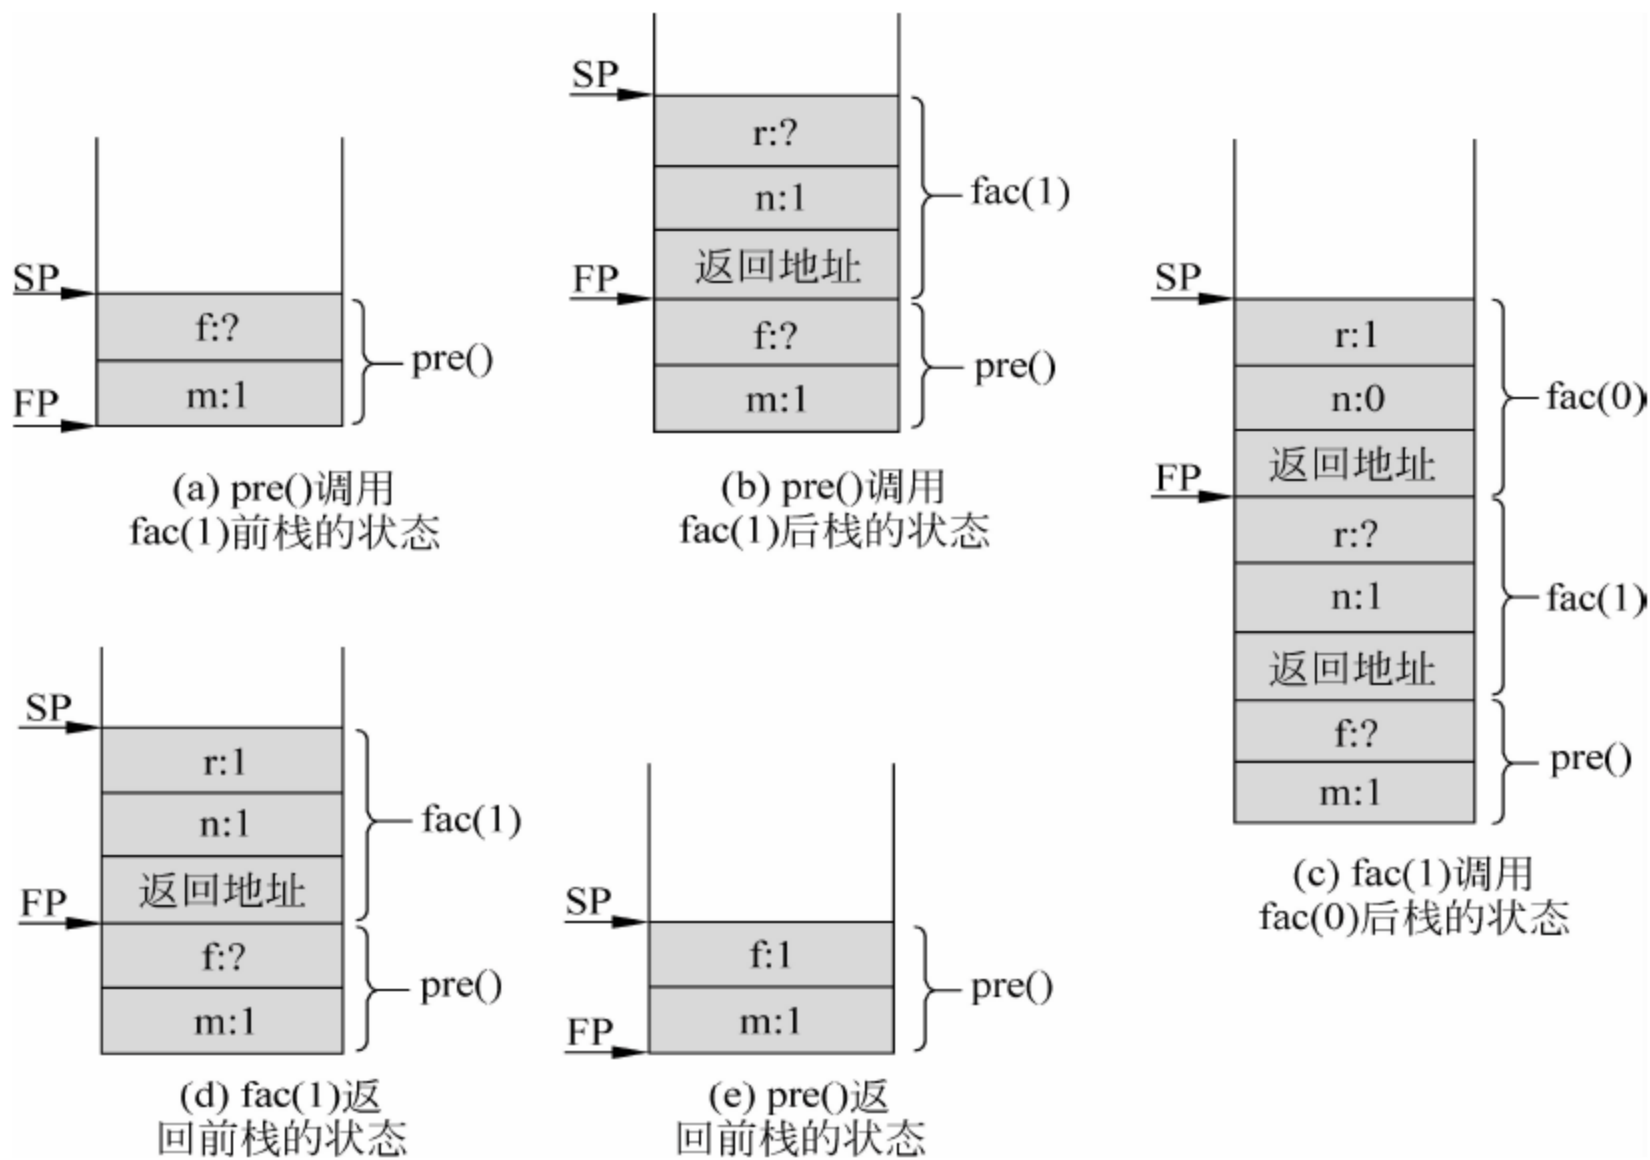 SP
f:?
m:1
FP
pre()
(a) pre()调用
fac(1)前栈的状态
SP
r:?
n:1
返回地址
FP
f:?
m:1
fac(1)
pre()
(b) pre()调用
fac(1)后栈的状态
SP
r:1
n:0
返回地址
FP
r:?
n:1
返回地址
f:?
m:1
fac(0)
fac(1)
pre()
(c) fac(1)调用
fac(0)后栈的状态
SP
r:1
n:1
返回地址
FP
f:?
m:1
fac(1)
pre()
(d) fac(1)返
回前栈的状态
SP
f:1
m:1
FP
pre()
(e) pre()返
回前栈的状态